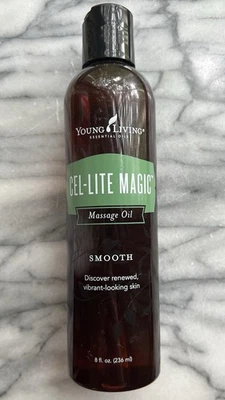 YOUNG LIVING®
ESSENTIAL OILS
CEL-LITE MAGIC™
Massage Oil
SMOOTH
Discover renewed,
vibrant-looking skin
8 fl. oz. (236 ml)